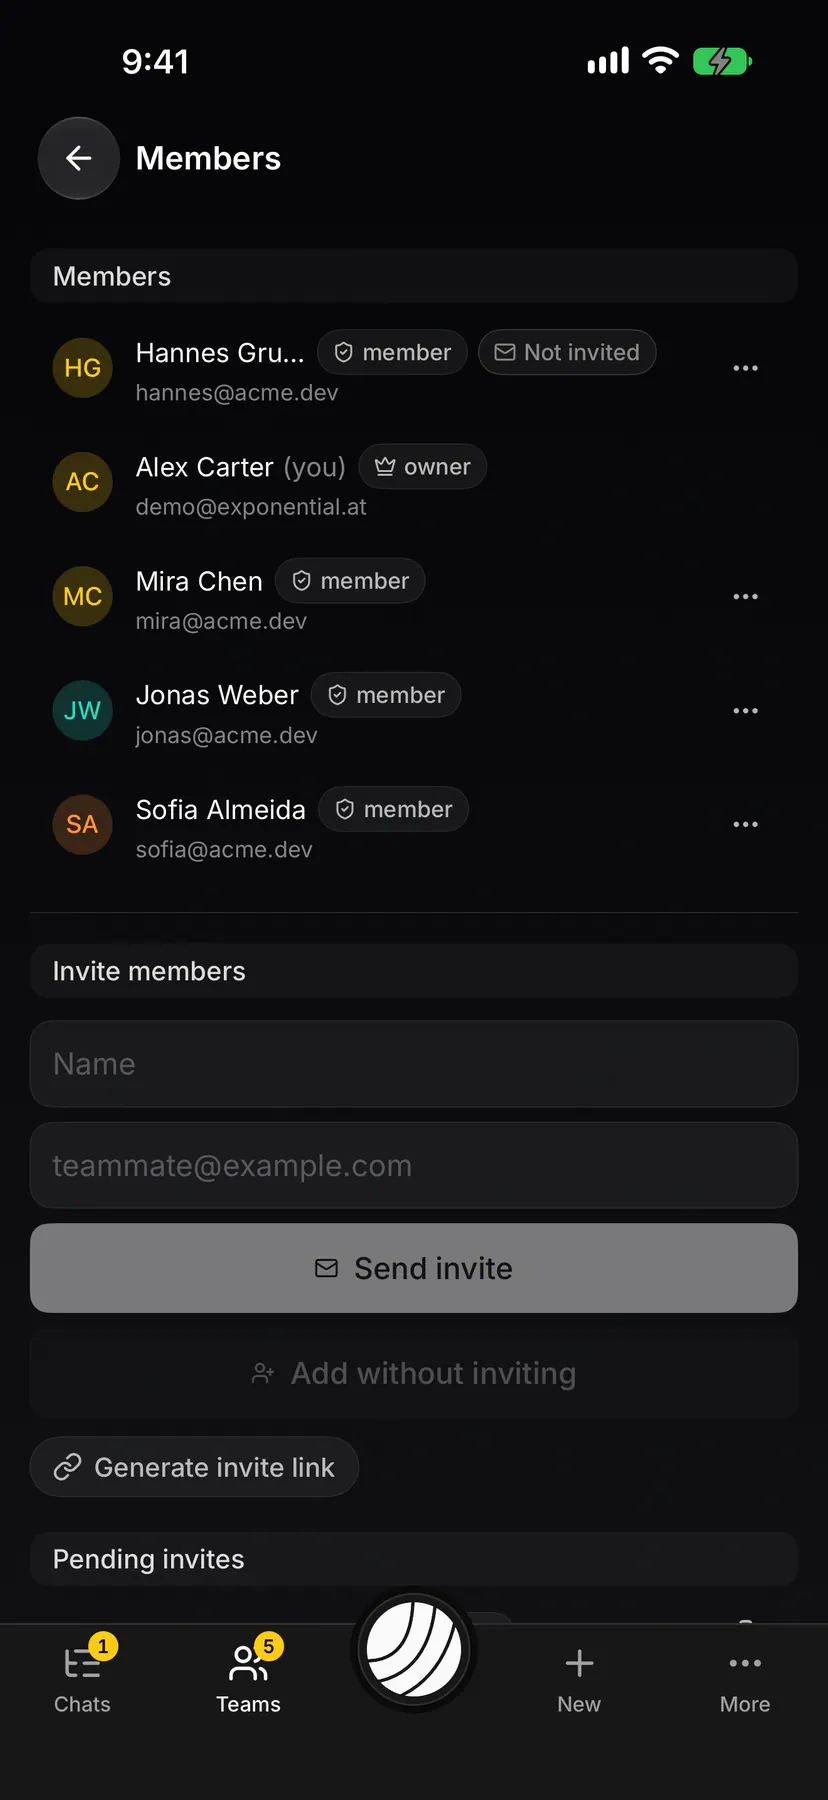 9:41
Members
Members
HG
Hannes Gru... member Not invited
hannes@acme.dev
AC
Alex Carter (you) owner
demo@exponential.at
MC
Mira Chen member
mira@acme.dev
JW
Jonas Weber member
jonas@acme.dev
SA
Sofia Almeida member
sofia@acme.dev
Invite members
Name
teammate@example.com
Send invite
Add without inviting
Generate invite link
Pending invites
1 5
Chats Teams New More